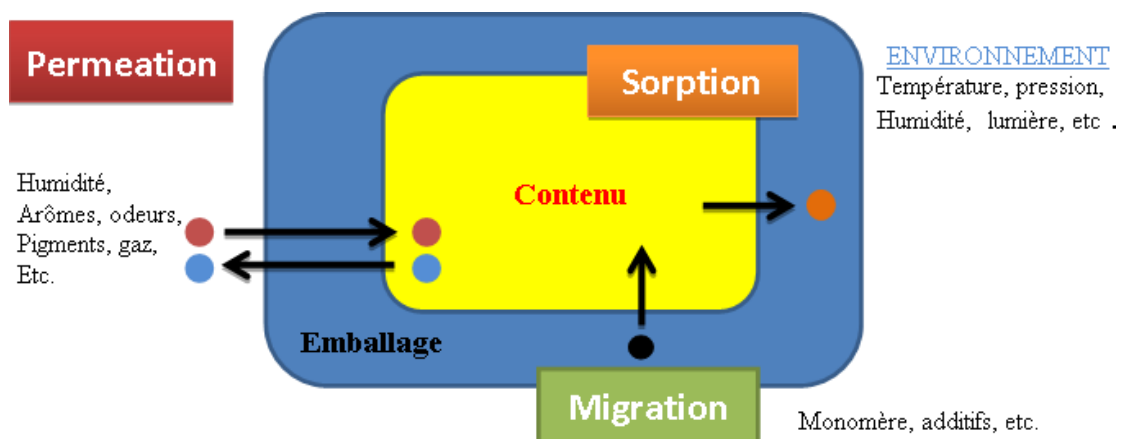 Permeation
Sorption
ENVIRONNEMENT
Température, pression,
Humidité, lumière, etc .
Humidité,
Arômes, odeurs,
Pigments, gaz,
Etc.
Contenu
Emballage
Migration
Monomère, additifs, etc.